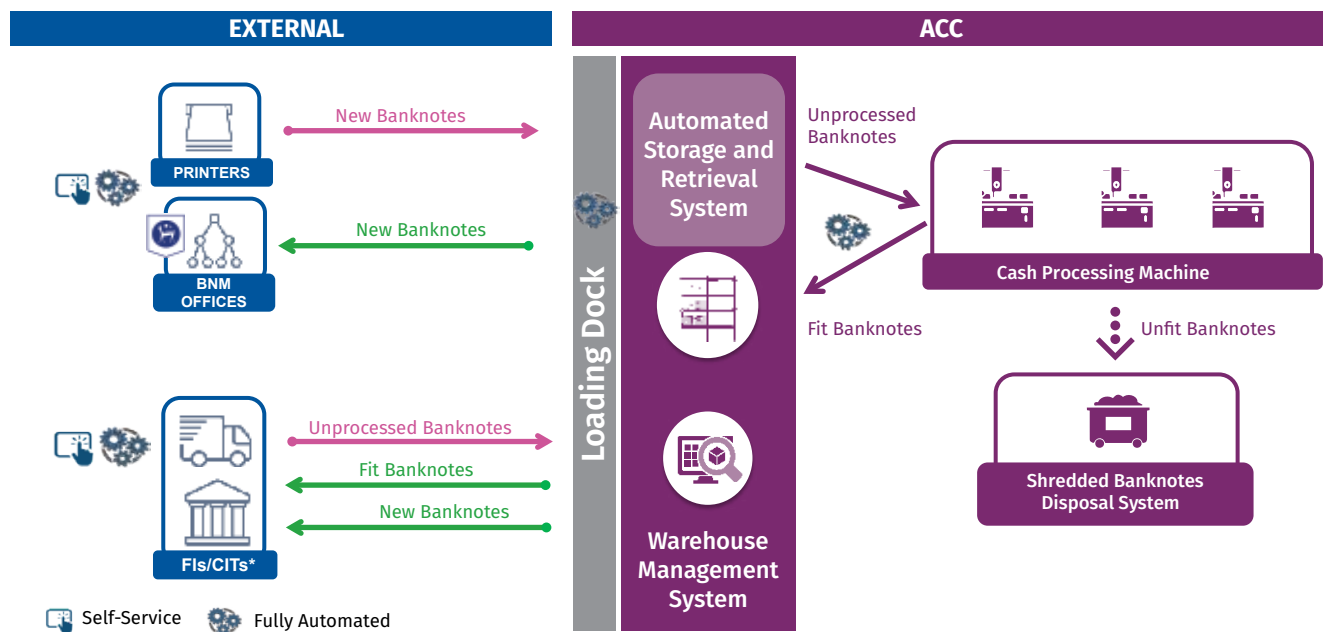 EXTERNAL
ACC
New Banknotes
PRINTERS
New Banknotes
BNM
OFFICES
Unprocessed Banknotes
Fit Banknotes
New Banknotes
FIs/CITs*
Self-Service
Fully Automated
Loading Dock
Automated
Storage and
Retrieval
System
Warehouse
Management
System
Unprocessed
Banknotes
Fit Banknotes
Cash Processing Machine
Unfit Banknotes
Shredded Banknotes
Disposal System